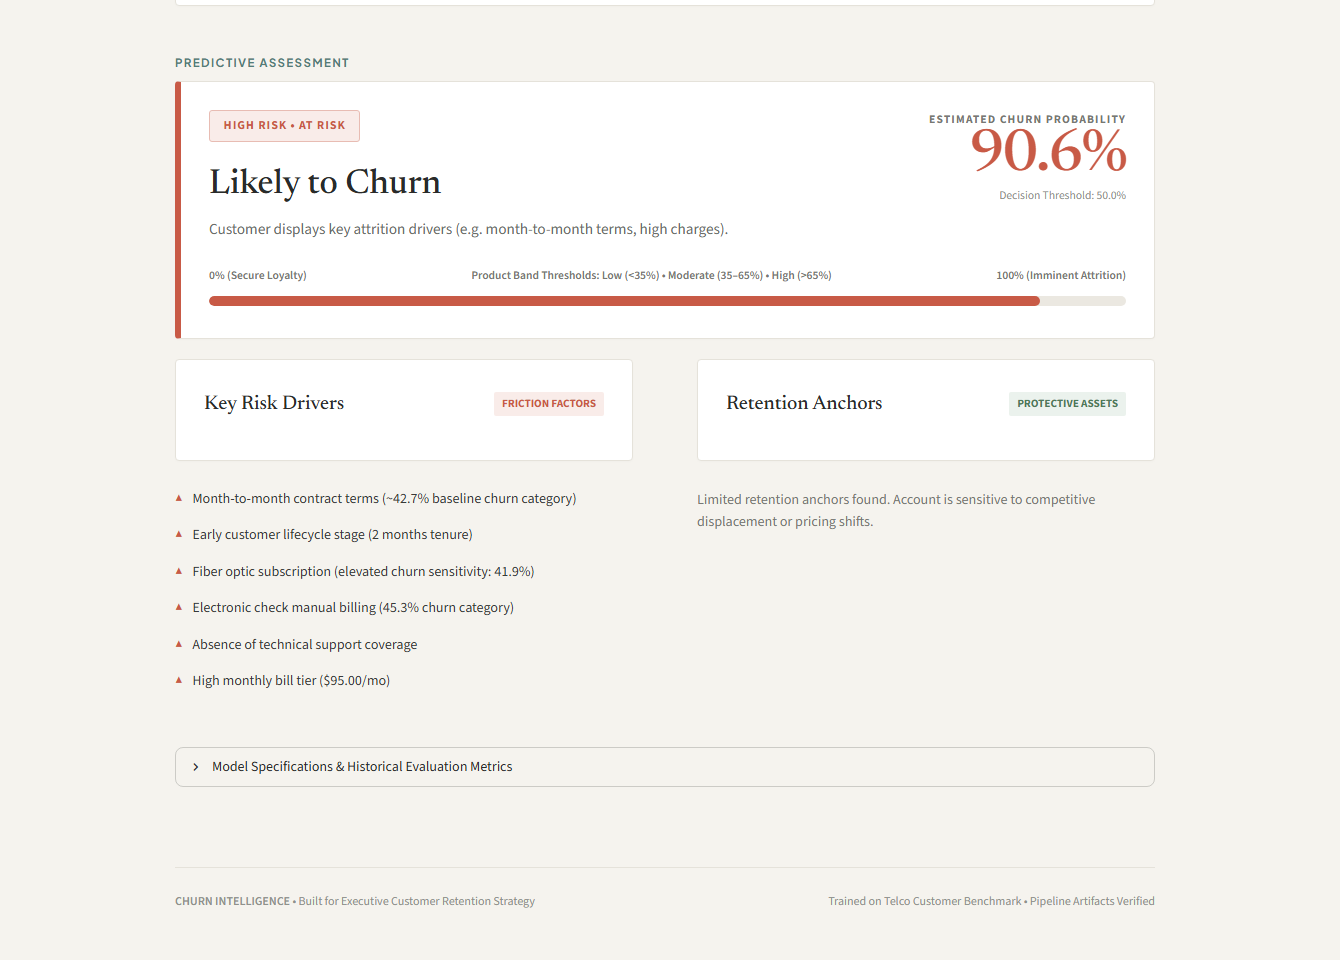 PREDICTIVE ASSESSMENT
HIGH RISK • AT RISK
ESTIMATED CHURN PROBABILITY
90.6%
Decision Threshold: 50.0%
Likely to Churn
Customer displays key attrition drivers (e.g. month-to-month terms, high charges).
0% (Secure Loyalty)
Product Band Thresholds: Low (<35%) • Moderate (35–65%) • High (>65%)
100% (Imminent Attrition)
Key Risk Drivers
FRICTION FACTORS
▲ Month-to-month contract terms (~42.7% baseline churn category)
▲ Early customer lifecycle stage (2 months tenure)
▲ Fiber optic subscription (elevated churn sensitivity: 41.9%)
▲ Electronic check manual billing (45.3% churn category)
▲ Absence of technical support coverage
▲ High monthly bill tier ($95.00/mo)
Retention Anchors
PROTECTIVE ASSETS
Limited retention anchors found. Account is sensitive to competitive
displacement or pricing shifts.
Model Specifications & Historical Evaluation Metrics
CHURN INTELLIGENCE • Built for Executive Customer Retention Strategy
Trained on Telco Customer Benchmark • Pipeline Artifacts Verified